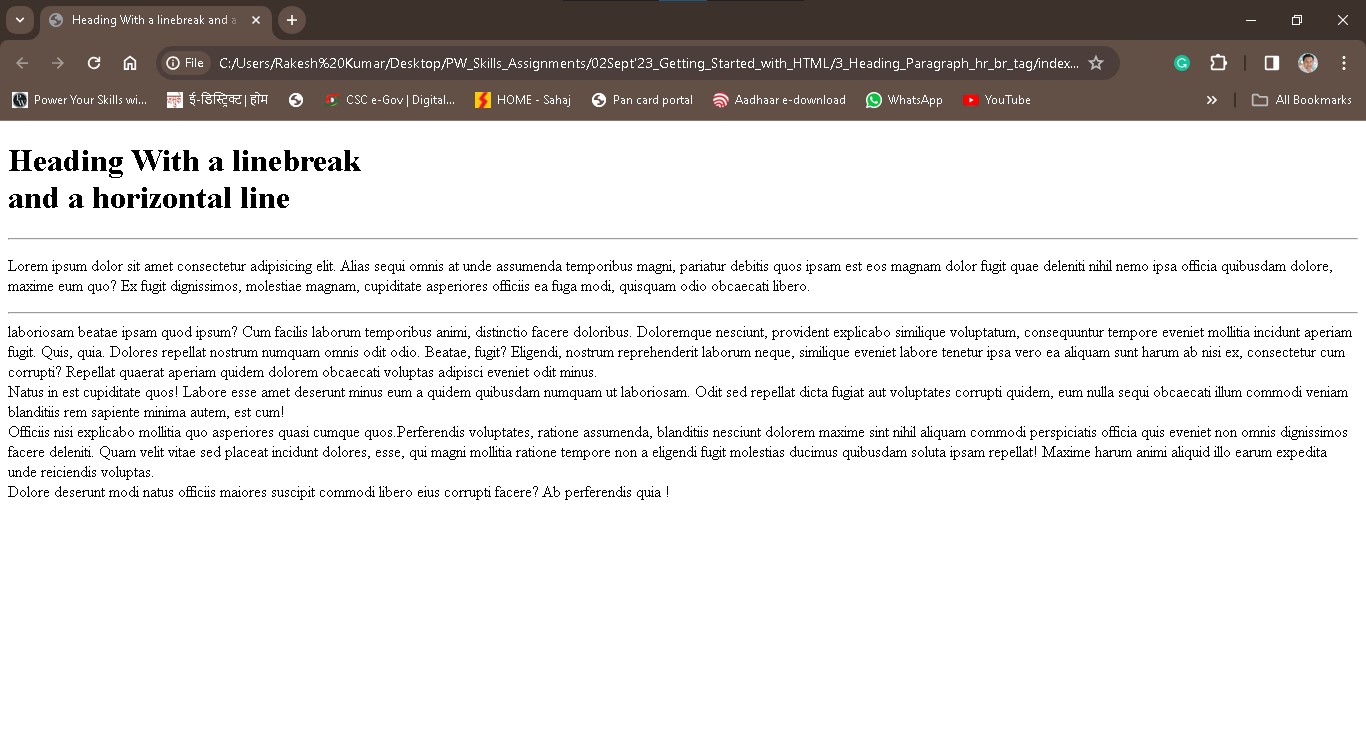 Heading With a linebreak and a
File
C:/Users/Rakesh%20Kumar/Desktop/PW_Skills_Assignments/02Sept'23_Getting_Started_with_HTML/3_Heading_Paragraph_hr_br_tag/index...
Power Your Skills wi...
ई-डिस्ट्रिक्ट | होम
CSC e-Gov | Digital...
HOME - Sahaj
Pan card portal
Aadhaar e-download
WhatsApp
YouTube
All Bookmarks
Heading With a linebreak
and a horizontal line
Lorem ipsum dolor sit amet consectetur adipisicing elit. Alias sequi omnis at unde assumenda temporibus magni, pariatur debitis quos ipsam est eos magnam dolor fugit quae deleniti nihil nemo ipsa officia quibusdam dolore,
maxime eum quo? Ex fugit dignissimos, molestiae magnam, cupiditate asperiores officiis ea fuga modi, quisquam odio obcaecati libero.
laboriosam beatae ipsam quod ipsum? Cum facilis laborum temporibus animi, distinctio facere doloribus. Doloremque nesciunt, provident explicabo similique voluptatum, consequuntur tempore eveniet mollitia incidunt aperiam
fugit. Quis, quia. Dolores repellat nostrum numquam omnis odit odio. Beatae, fugit? Eligendi, nostrum reprehenderit laborum neque, similique eveniet labore tenetur ipsa vero ea aliquam sunt harum ab nisi ex, consectetur cum
corrupti? Repellat quaerat aperiam quidem dolorem obcaecati voluptas adipisci eveniet odit minus.
Natus in est cupiditate quos! Labore esse amet deserunt minus eum a quidem quibusdam numquam ut laboriosam. Odit sed repellat dicta fugiat aut voluptates corrupti quidem, eum nulla sequi obcaecati illum commodi veniam
blanditiis rem sapiente minima autem, est cum!
Officiis nisi explicabo mollitia quo asperiores quasi cumque quos.Perferendis voluptates, ratione assumenda, blanditiis nesciunt dolorem maxime sint nihil aliquam commodi perspiciatis officia quis eveniet non omnis dignissimos
facere deleniti. Quam velit vitae sed placeat incidunt dolores, esse, qui magni mollitia ratione tempore non a eligendi fugit molestias ducimus quibusdam soluta ipsam repellat! Maxime harum animi aliquid illo earum expedita
unde reiciendis voluptas.
Dolore deserunt modi natus officiis maiores suscipit commodi libero eius corrupti facere? Ab perferendis quia !